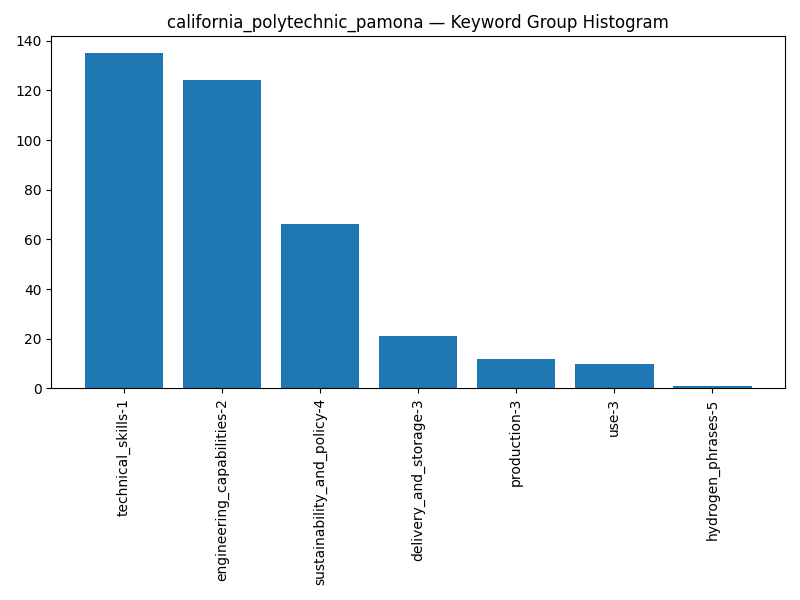 california_polytechnic_pamona — Keyword Group Histogram
140
120
100
80
60
40
20
0
technical_skills-1
engineering_capabilities-2
sustainability_and_policy-4
delivery_and_storage-3
production-3
use-3
hydrogen_phrases-5